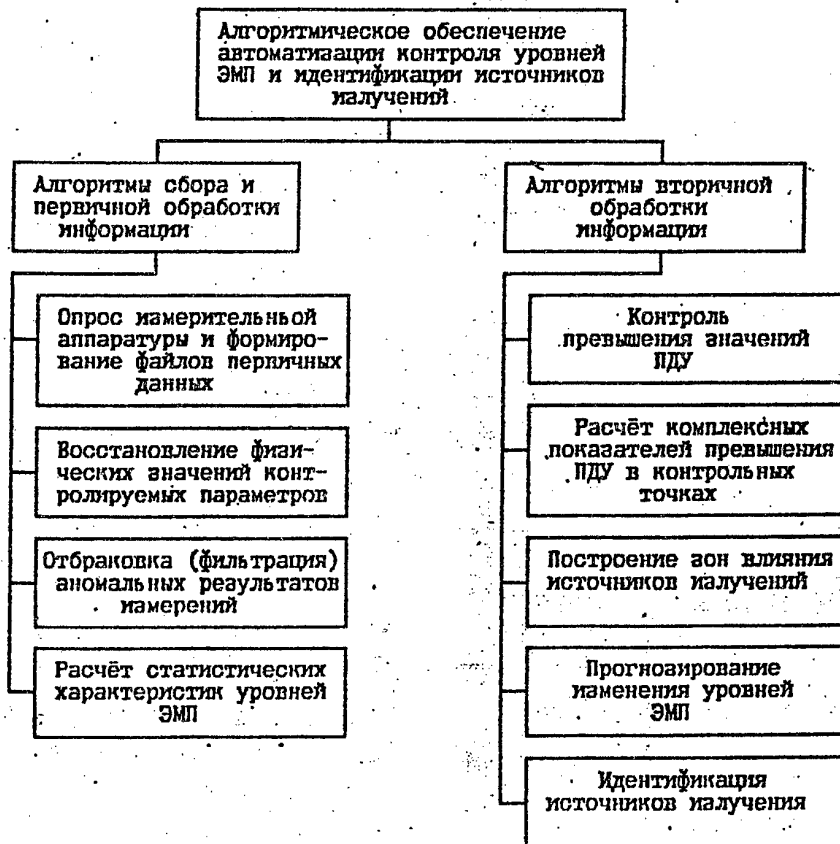 Алгоритмическое обеспечение
автоматизации контроля уровней
ЭМП и идентификации источников
излучений
Алгоритмы сбора и
первичной обработки
информации
Опрос измерительньой
аппаратуры и формиро-
вание файлов первичных
данных
Восстановление физи-
ческих значений конт-
ролируемых параметров
Отбраковка (фильтрация)
аномальных результатов
измерений
Расчёт статистических
характеристик уровней
ЭМП
Алгоритмы вторичной
обработки
информации
Контроль
превышения значений
ПДУ
Расчёт комплексных
показателей превышения
ПДУ в контрольных
точках
Построение зон влияния
источников излучений
Прогнозирование
изменения уровней
ЭМП
Идентификация
источников излучения